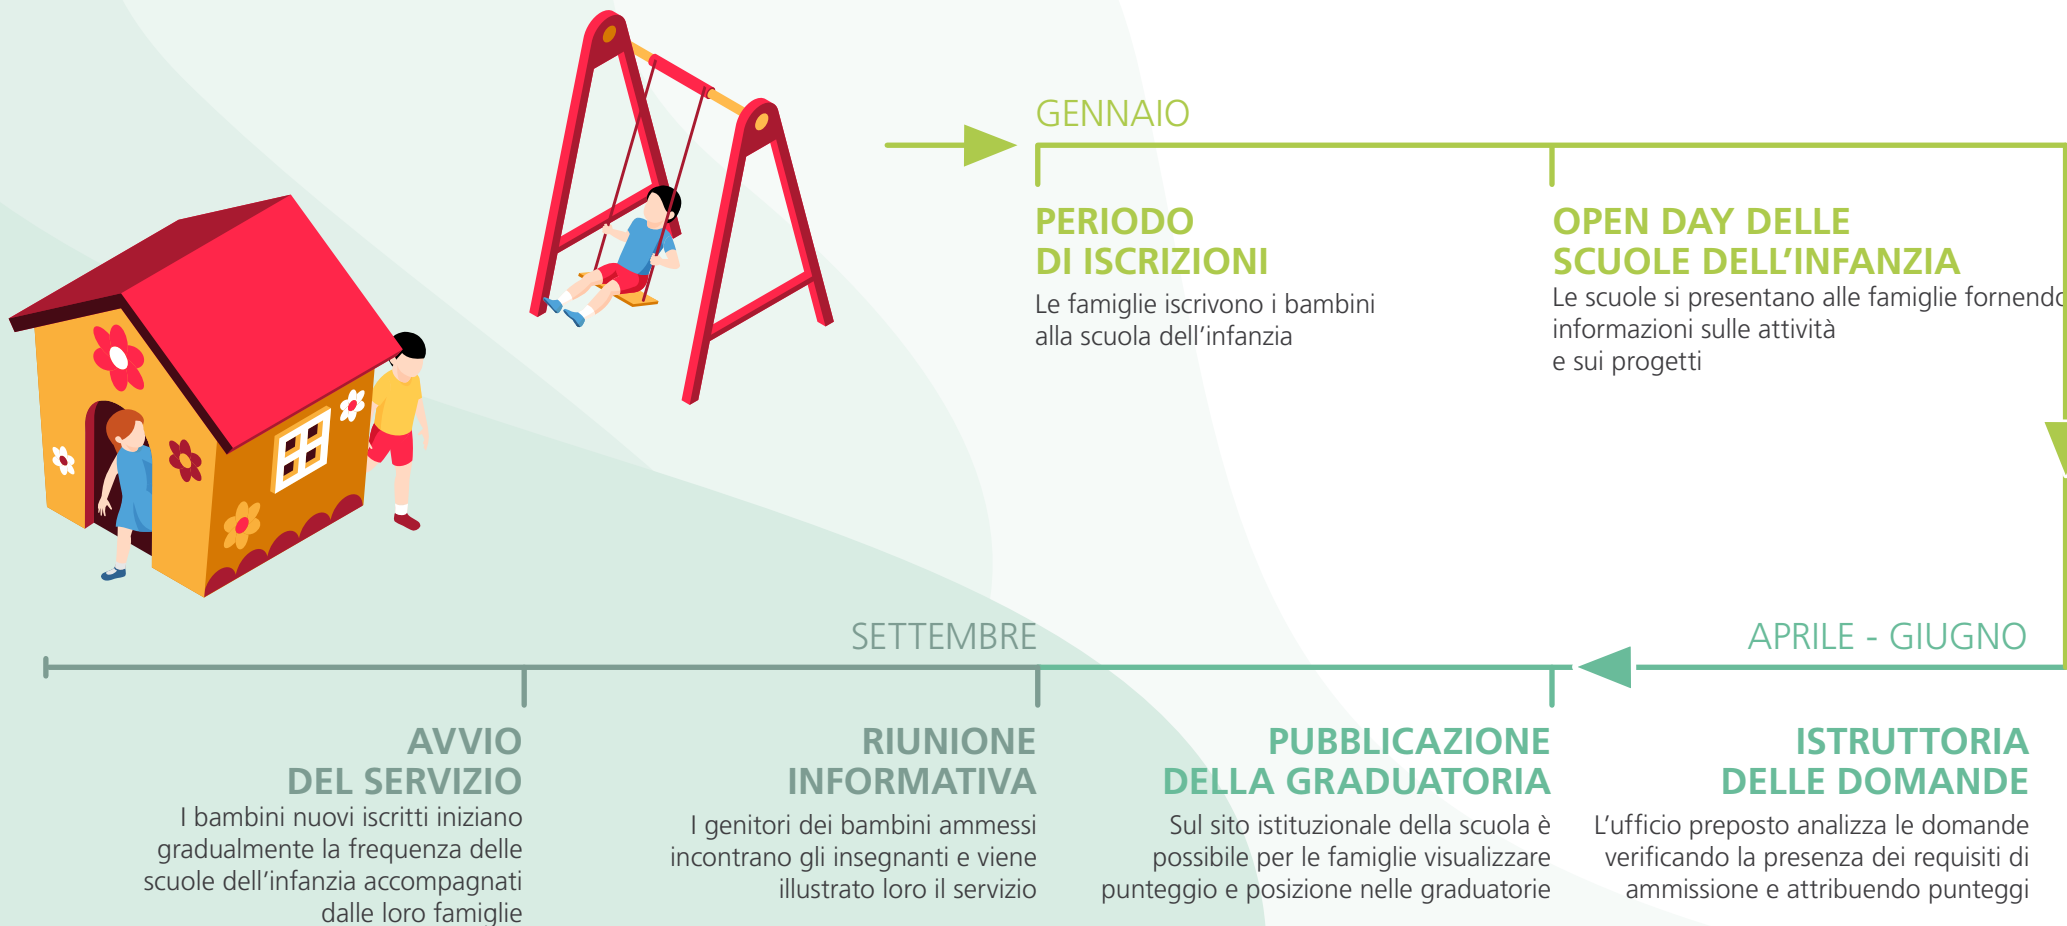 GENNAIO
PERIODO
DI ISCRIZIONI
Le famiglie iscrivono i bambini
alla scuola dell'infanzia
OPEN DAY DELLE
SCUOLE DELL'INFANZIA
Le scuole si presentano alle famiglie fornendo
informazioni sulle attività
e sui progetti
APRILE - GIUGNO
ISTRUTTORIA
DELLE DOMANDE
L'ufficio preposto analizza le domande
verificando la presenza dei requisiti di
ammissione e attribuendo punteggi
PUBBLICAZIONE
DELLA GRADUATORIA
Sul sito istituzionale della scuola è
possibile per le famiglie visualizzare
punteggio e posizione nelle graduatorie
SETTEMBRE
RIUNIONE
INFORMATIVA
I genitori dei bambini ammessi
incontrano gli insegnanti e viene
illustrato loro il servizio
AVVIO
DEL SERVIZIO
I bambini nuovi iscritti iniziano
gradualmente la frequenza delle
scuole dell'infanzia accompagnati
dalle loro famiglie